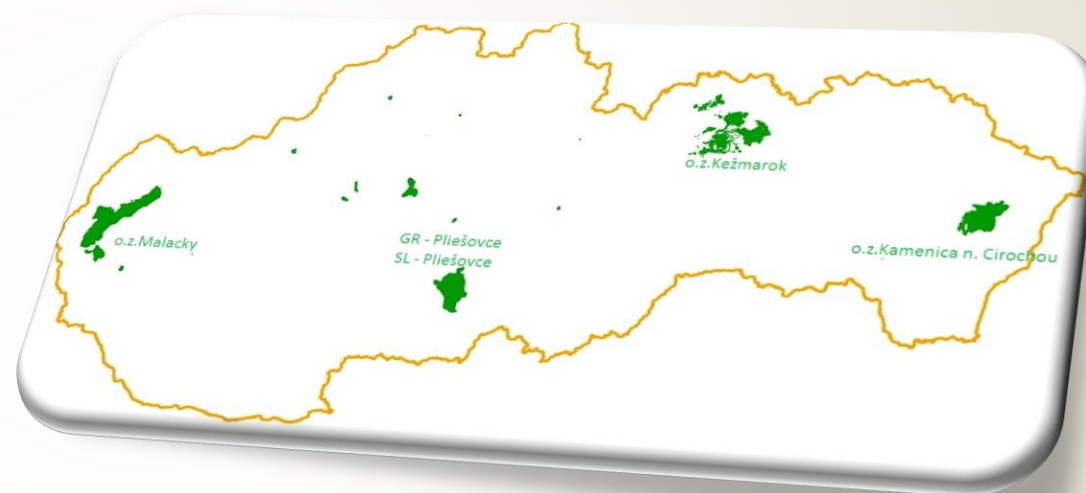 o.z.Kežmarok
o.z.Malacky
GR - Pliešovce
SL - Pliešovce
o.z.Kamenica n. Cirochou